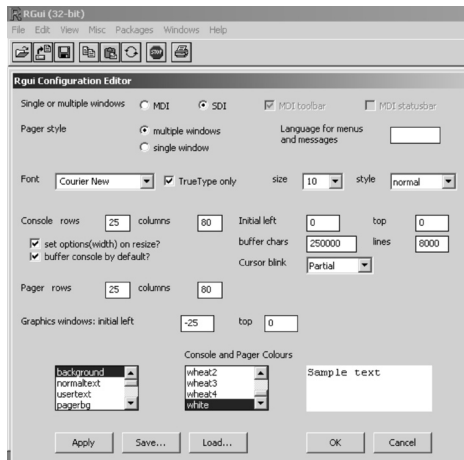 RGui (32-bit)
File Edit View Misc Packages Windows Help
STOP
Rgui Configuration Editor
Single or multiple windows MDI SDI MDI toolbar MDI statusbar
Pager style multiple windows Language for menus
single window and messages
Font Courier New TrueType only size 10 style normal
Console rows 25 columns 80 Initial left 0 top 0
set options(width) on resize? buffer chars 250000 lines 8000
buffer console by default? Cursor blink Partial
Pager rows 25 columns 80
Graphics windows: initial left -25 top 0
Console and Pager Colours
background wheat2 Sample text
normaltext wheat3
usertext wheat4
pagerbg white
Apply Save... Load... OK Cancel